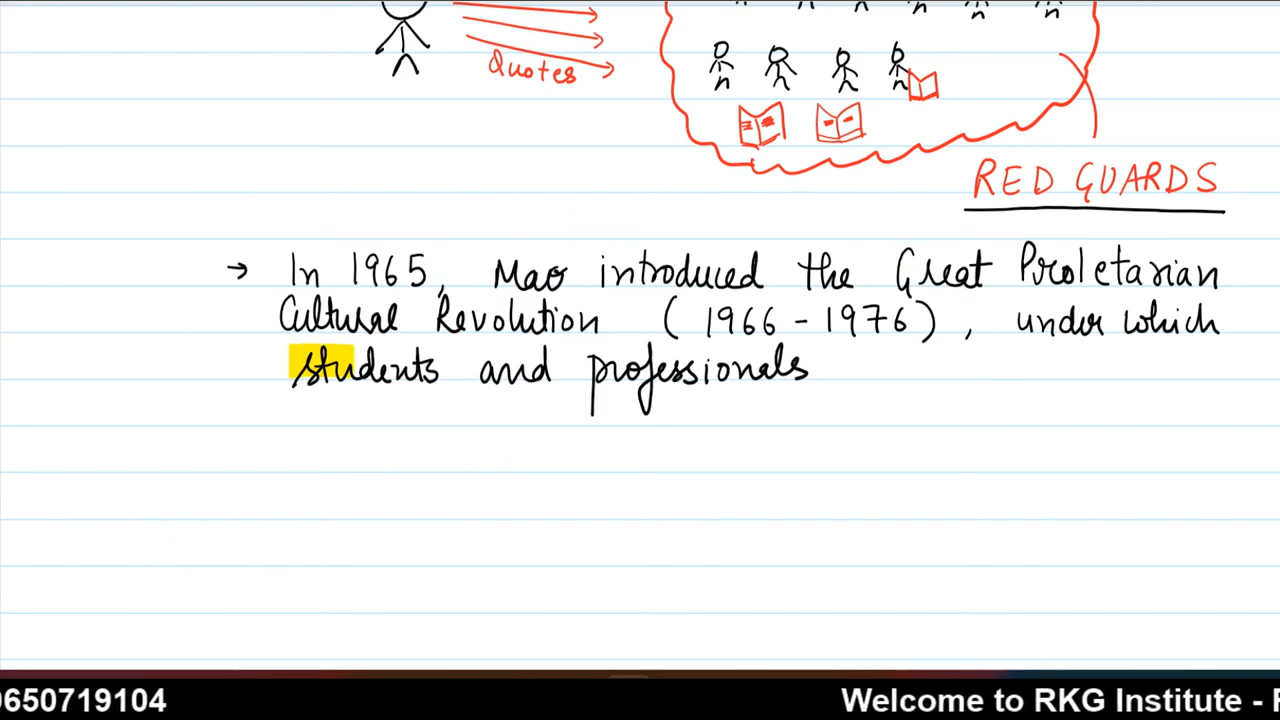 Quotes
RED GUARDS
→ In 1965, Mao introduced the Great Proletarian
Cultural Revolution (1966-1976), under which
students and professionals
0650719104
Welcome to RKG Institute -